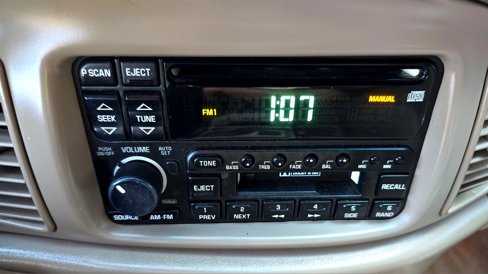 P SCAN EJECT
SEEK TUNE
FM1 1:07 MANUAL
PUSH ON/OFF VOLUME AUTO SET
TONE BASS TREB FADE BAL
EJECT RECALL
SOURCE AM-FM
1 PREV 2 NEXT 3 ◄◄ 4 ►► 5 SIDE 6 RAND